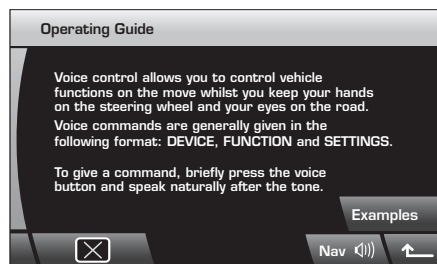 Operating Guide
Voice control allows you to control vehicle
functions on the move whilst you keep your hands
on the steering wheel and your eyes on the road.
Voice commands are generally given in the
following format: DEVICE, FUNCTION and SETTINGS.
To give a command, briefly press the voice
button and speak naturally after the tone.
Examples
Nav